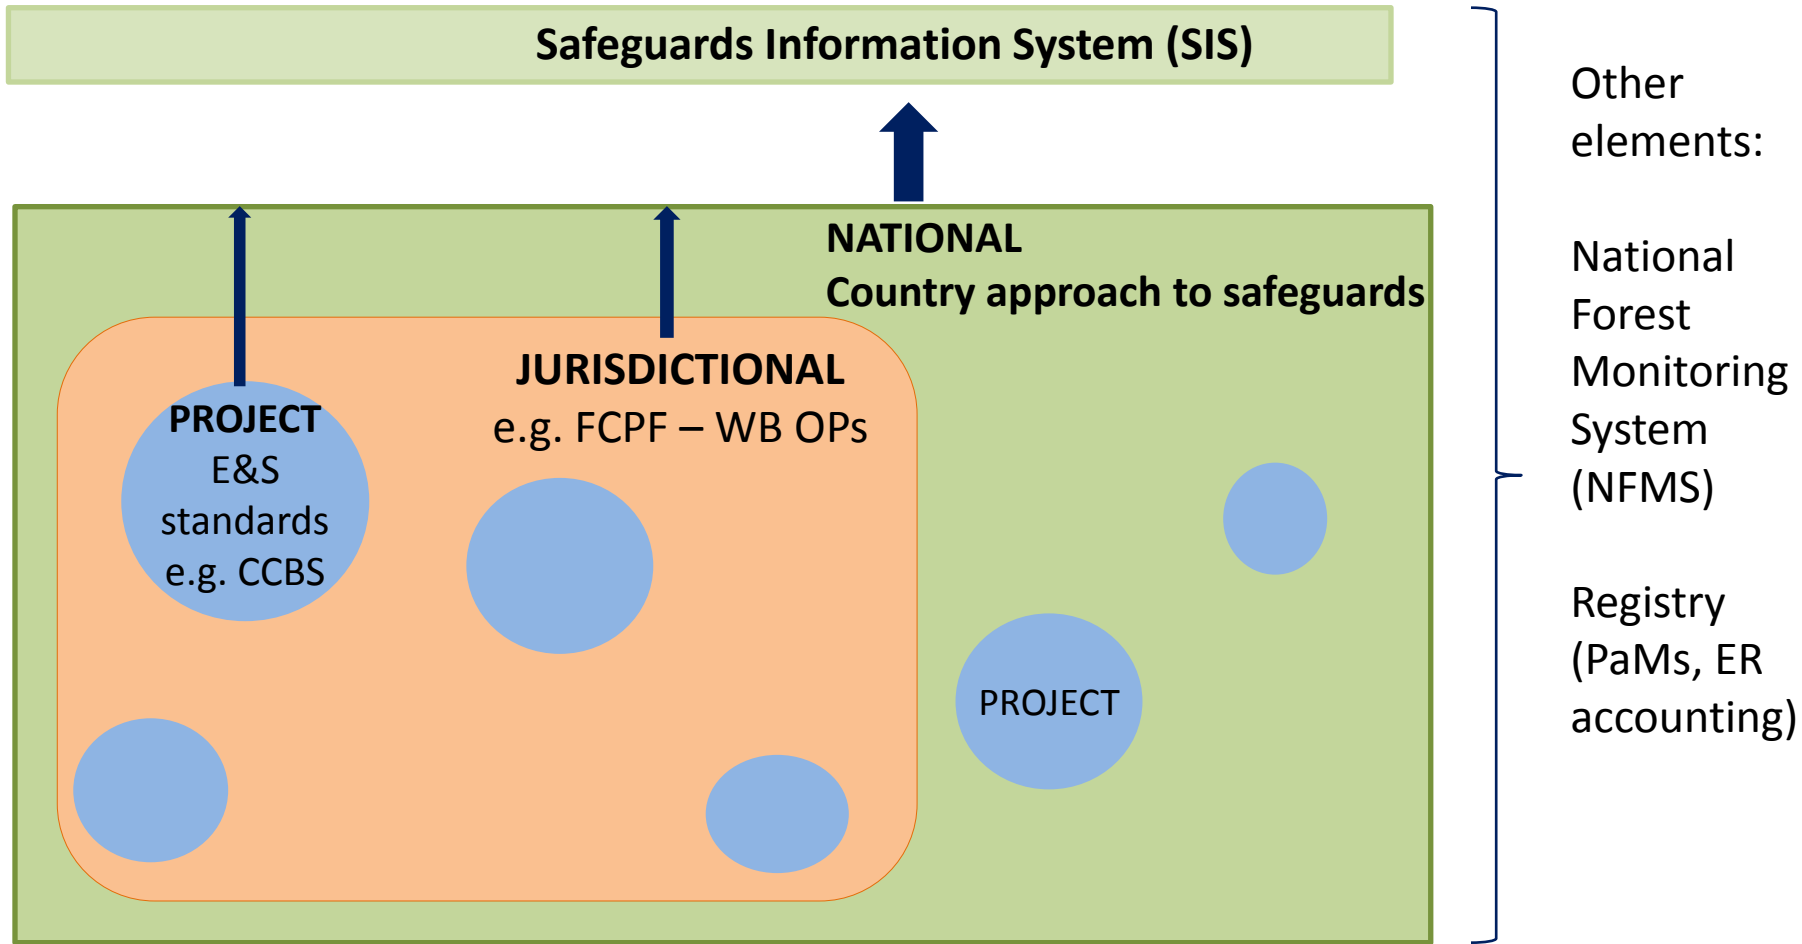 Safeguards Information System (SIS)
NATIONAL
Country approach to safeguards
JURISDICTIONAL
e.g. FCPF – WB OPs
PROJECT
E&S
standards
e.g. CCBS
PROJECT
Other
elements:
National
Forest
Monitoring
System
(NFMS)
Registry
(PaMs, ER
accounting)